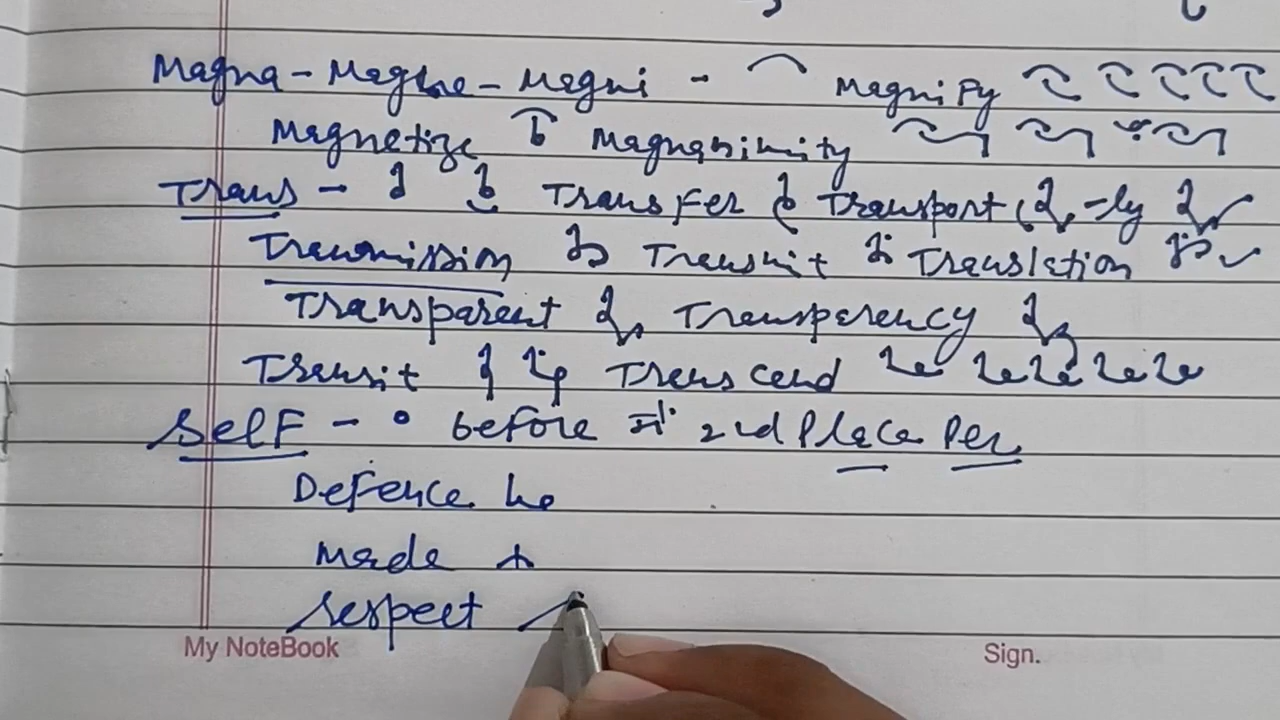 Magna - Magne - Magni - Magnify
Magnetize Magnanimity
Trans - Transfer Transport -ly
Transmission Transmit Translation
Transparent Transparency
Transit Transcend
Self - before 2nd Place Per
Defence
Made
respect
My NoteBook Sign.